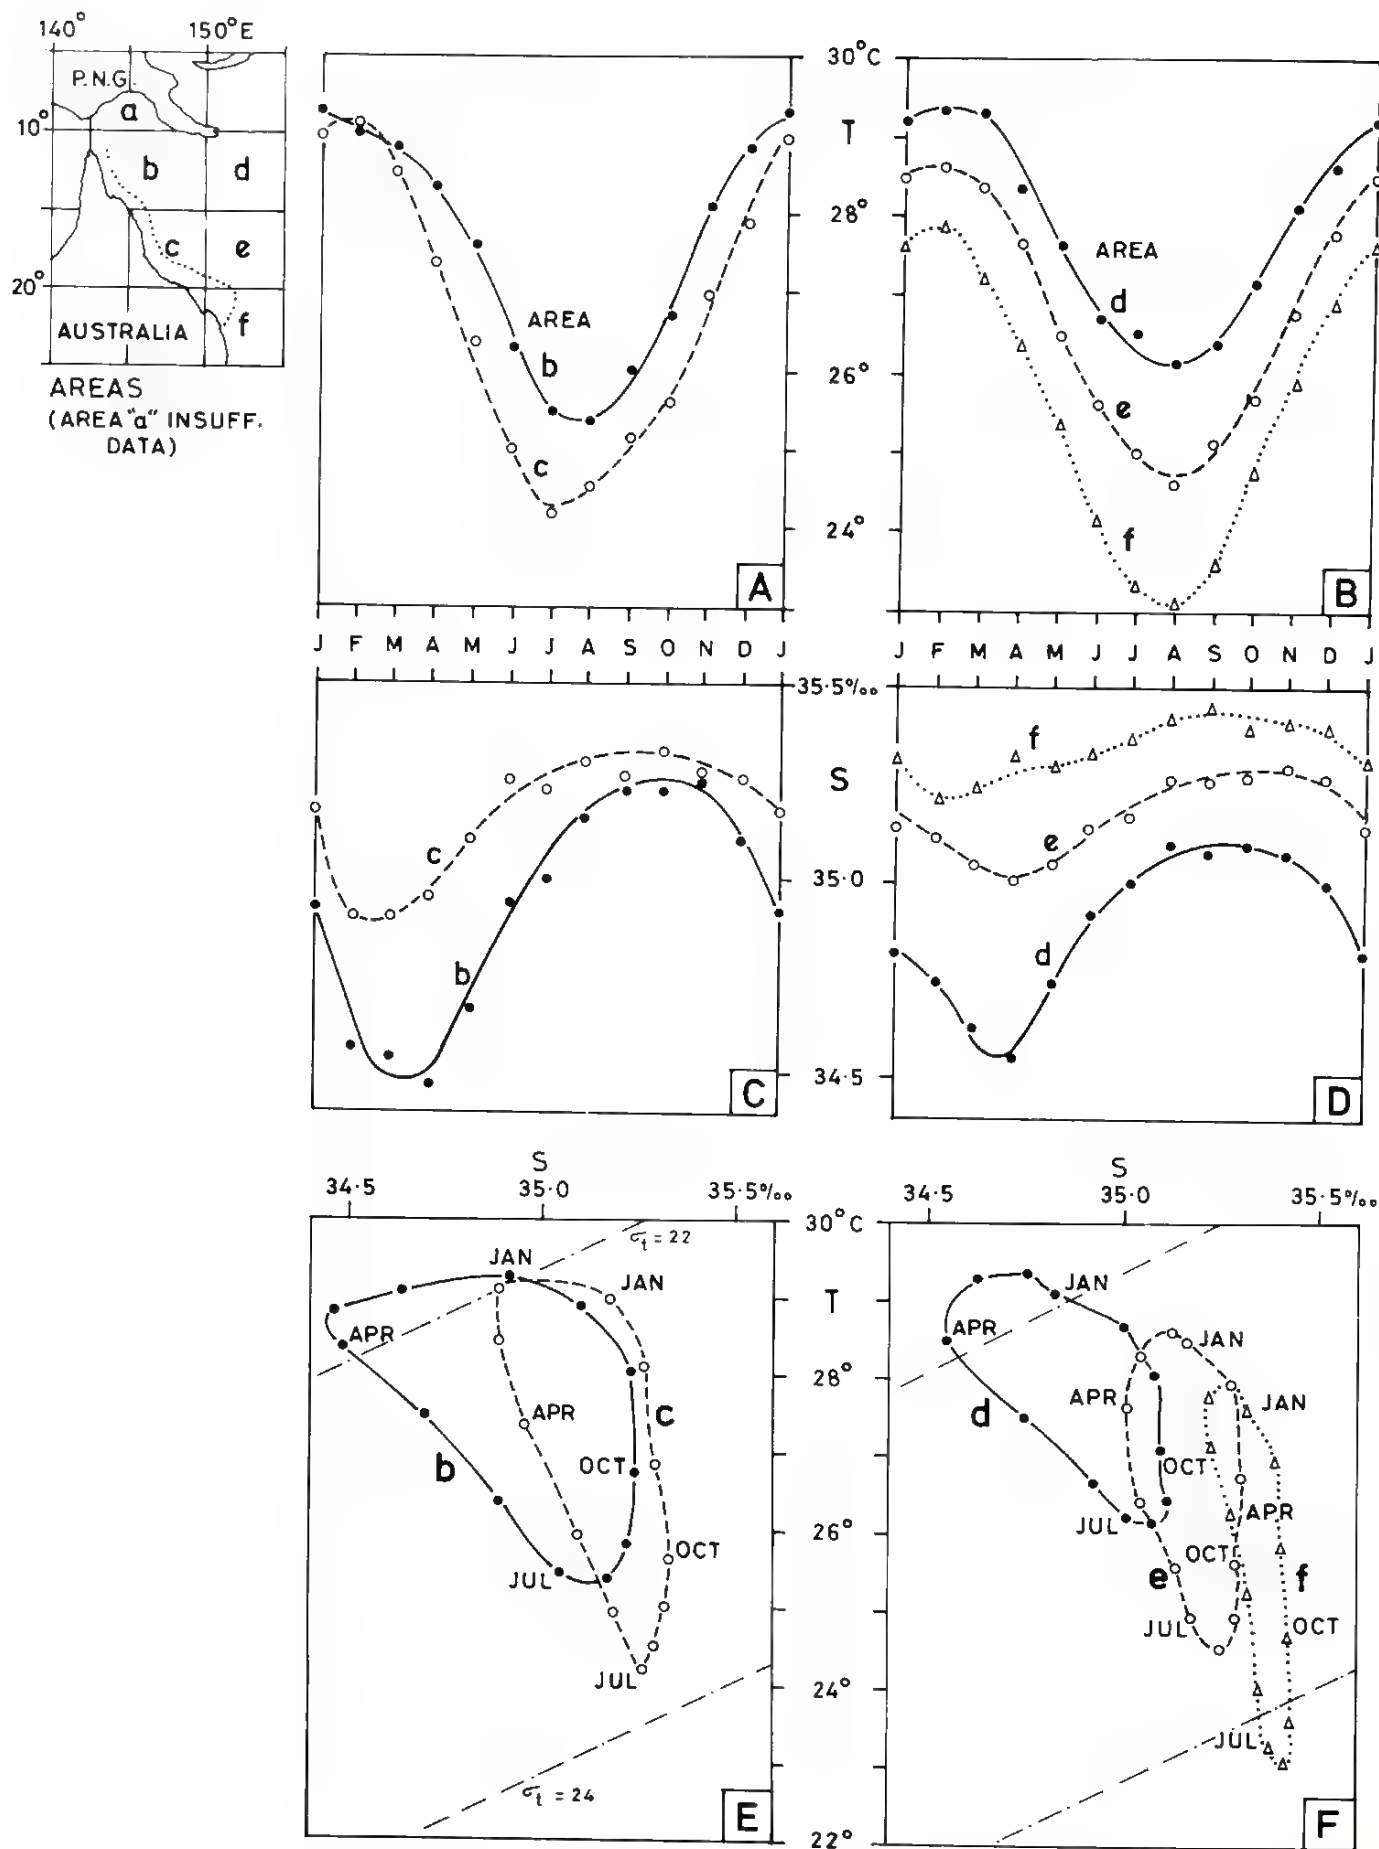 140° 150°E
P.N.G.
a
10°
b d
c e
20°
f
AUSTRALIA
AREAS
(AREA "a" INSUFF.
DATA)
30°C
T
28°
26°
24°
AREA
b
c
A
AREA
d
e
f
B
J F M A M J J A S O N D J
J F M A M J J A S O N D J
35·5‰
S
35·0
34·5
c
b
C
f
e
d
D
S
34·5 35·0 35·5‰
S
34·5 35·0 35·5‰
30°C
T
28°
26°
24°
22°
σt = 22
JAN
JAN
APR
APR
c
b
OCT
OCT
JUL
JUL
σt = 24
E
JAN
APR
JAN
APR
JAN
d
OCT
APR
JUL
OCT
e
f
JUL
OCT
JUL
F